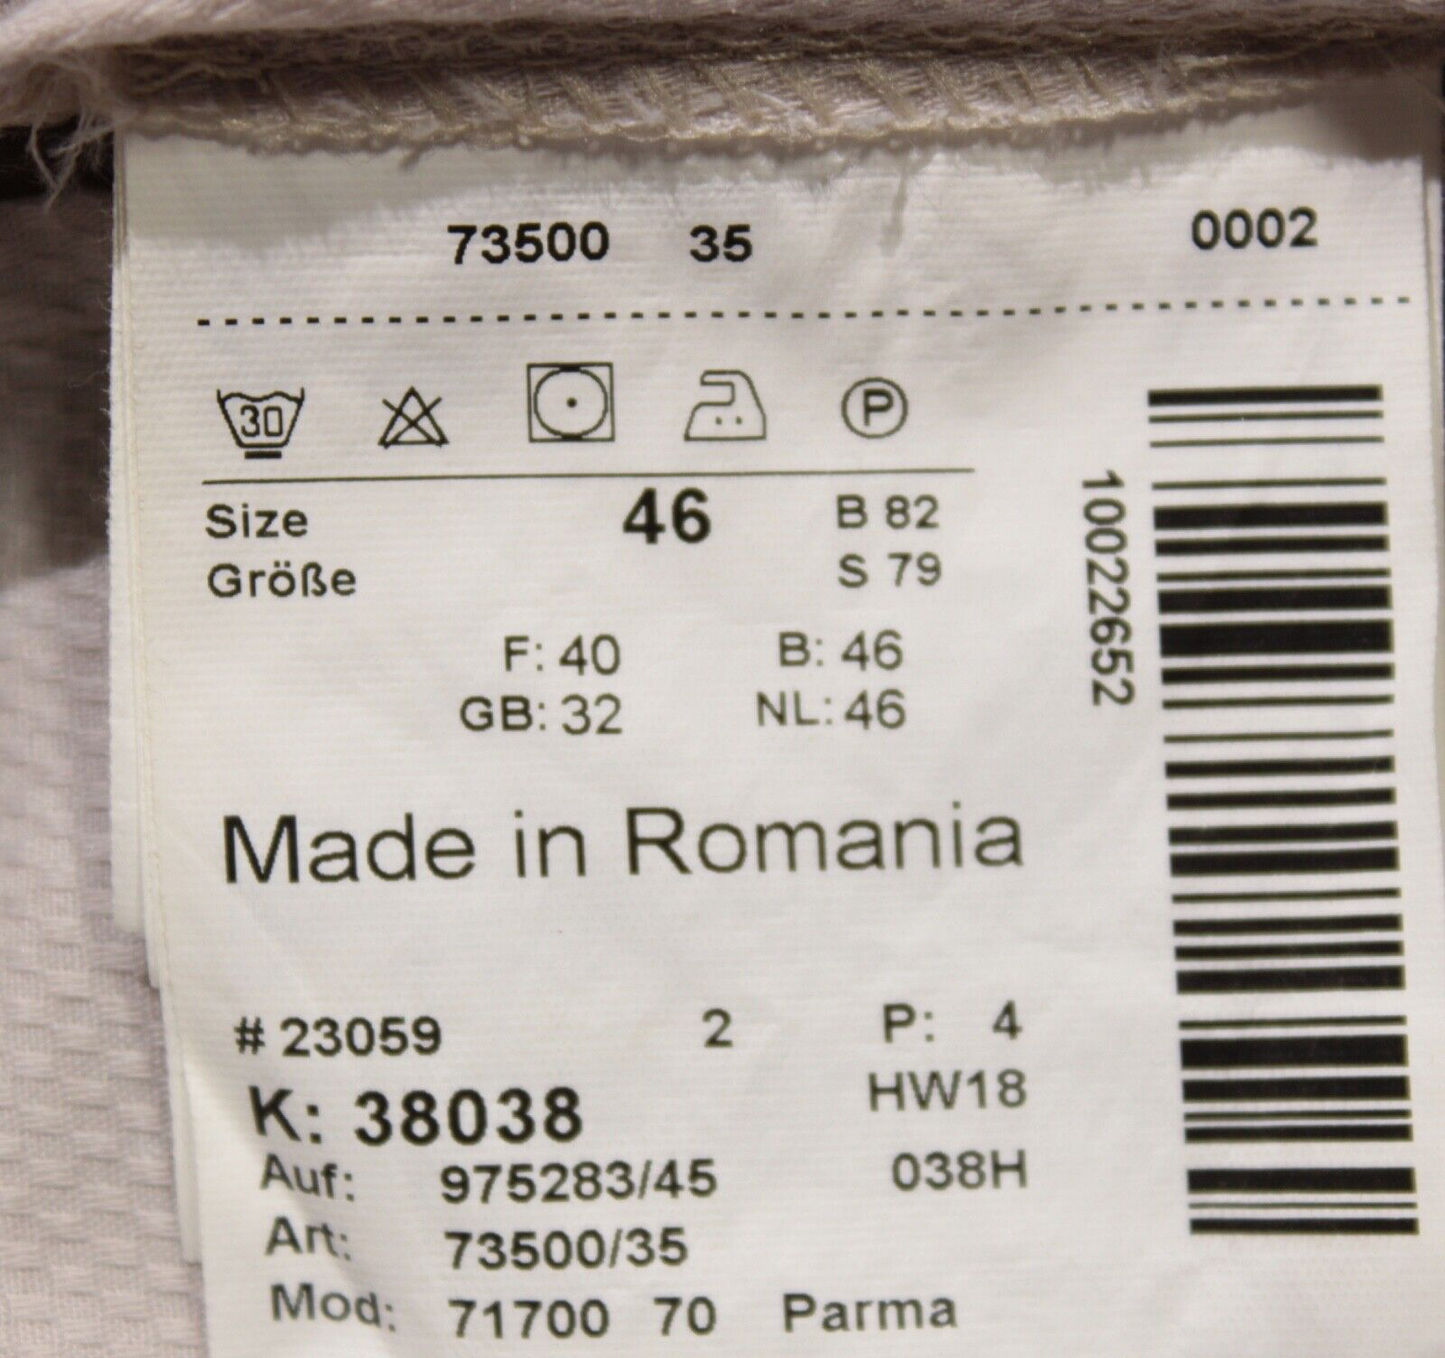 73500 35 0002
30 P
Size 46 B 82
Größe S 79
F: 40 B: 46
GB: 32 NL: 46
10022652
Made in Romania
# 23059 2 P: 4
K: 38038 HW18
Auf: 975283/45 038H
Art: 73500/35
Mod: 71700 70 Parma